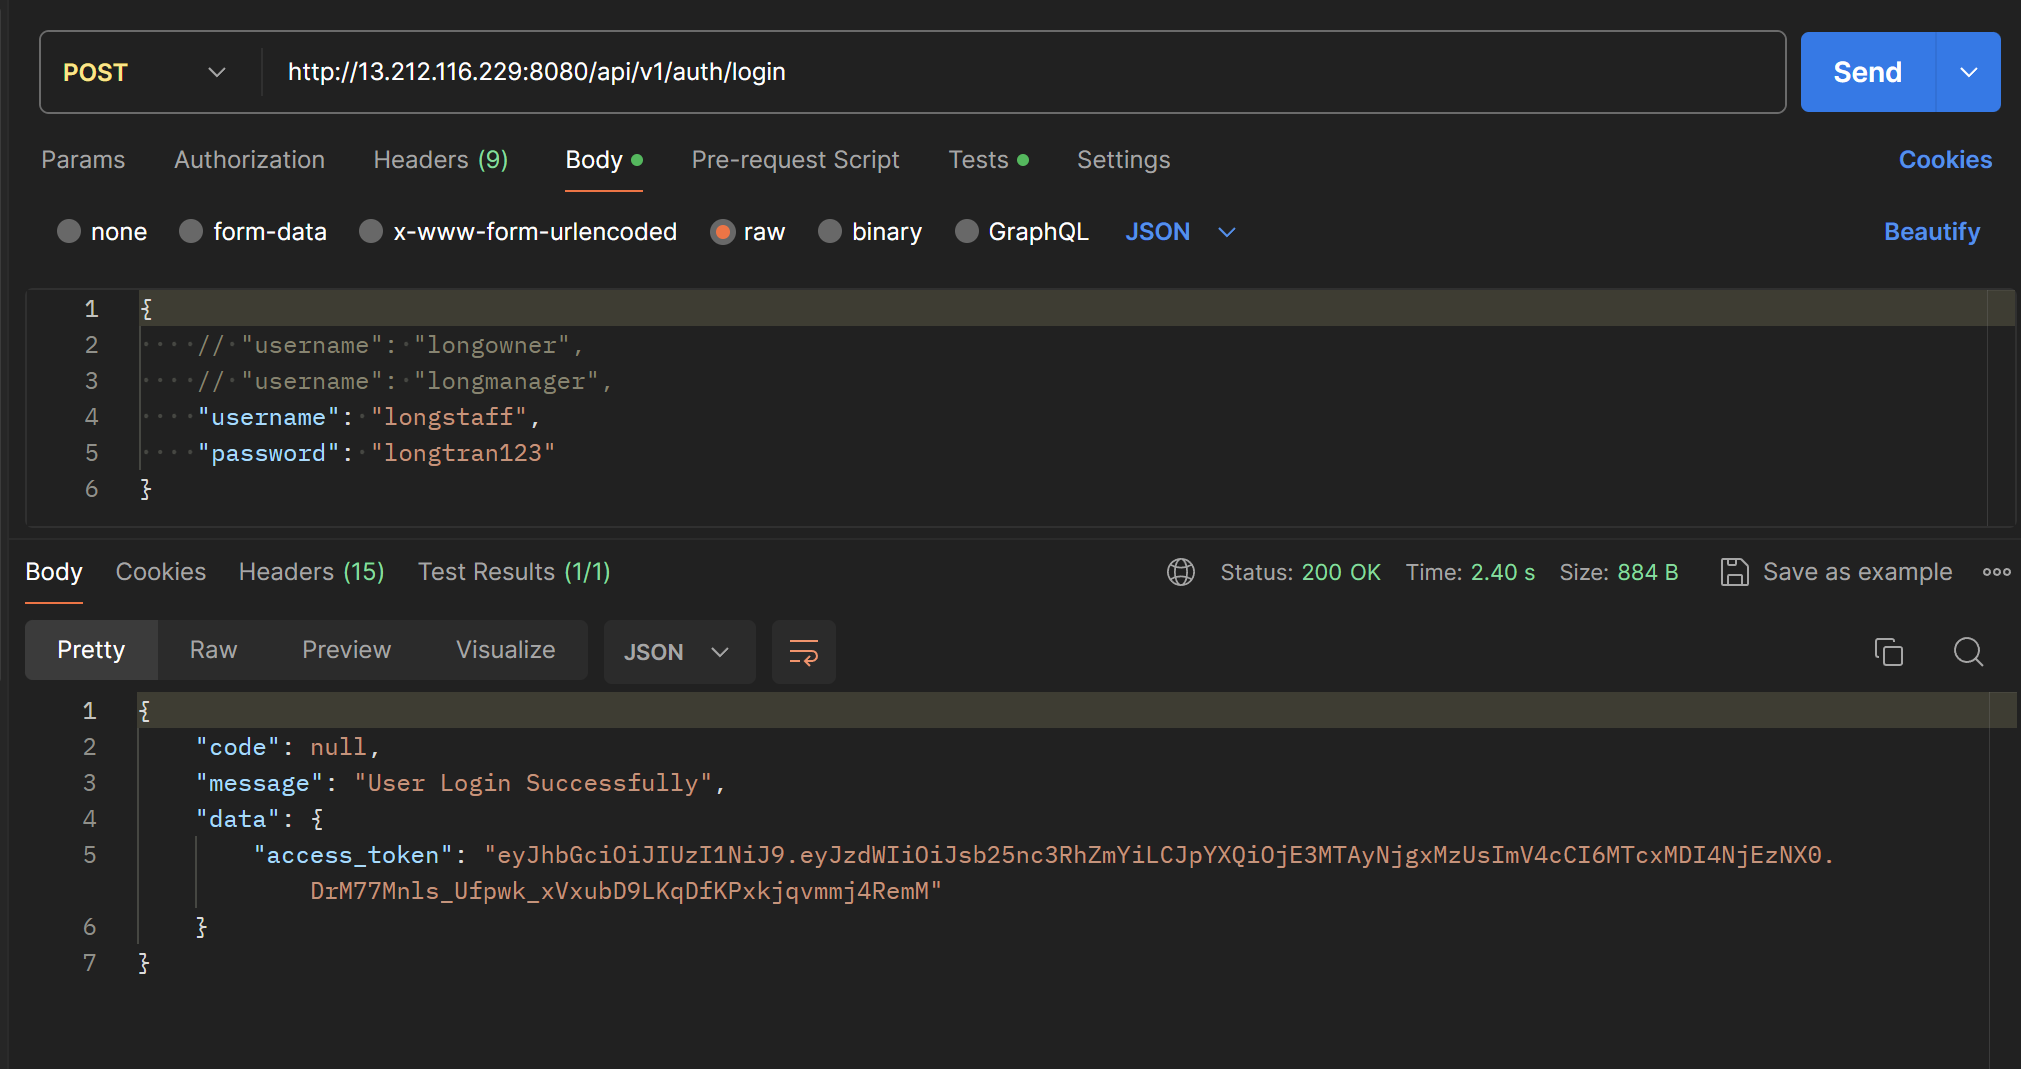 POST http://13.212.116.229:8080/api/v1/auth/login Send
Params Authorization Headers (9) Body Pre-request Script Tests Settings Cookies
none form-data x-www-form-urlencoded raw binary GraphQL JSON Beautify
1 {
2 // "username": "longowner",
3 // "username": "longmanager",
4 "username": "longstaff",
5 "password": "longtran123"
6 }
Body Cookies Headers (15) Test Results (1/1) Status: 200 OK Time: 2.40 s Size: 884 B Save as example
Pretty Raw Preview Visualize JSON
1 {
2 "code": null,
3 "message": "User Login Successfully",
4 "data": {
5 "access_token": "eyJhbGciOiJIUzI1NiJ9.eyJzdWIiOiJsb25nc3RhZmYiLCJpYXQiOjE3MTAyNjgxMzUsImV4cCI6MTcxMDI4NjEzNX0.
DrM77Mnls_Ufpwk_xVxubD9LKqDfKPxkjqvmmj4RemM"
6 }
7 }